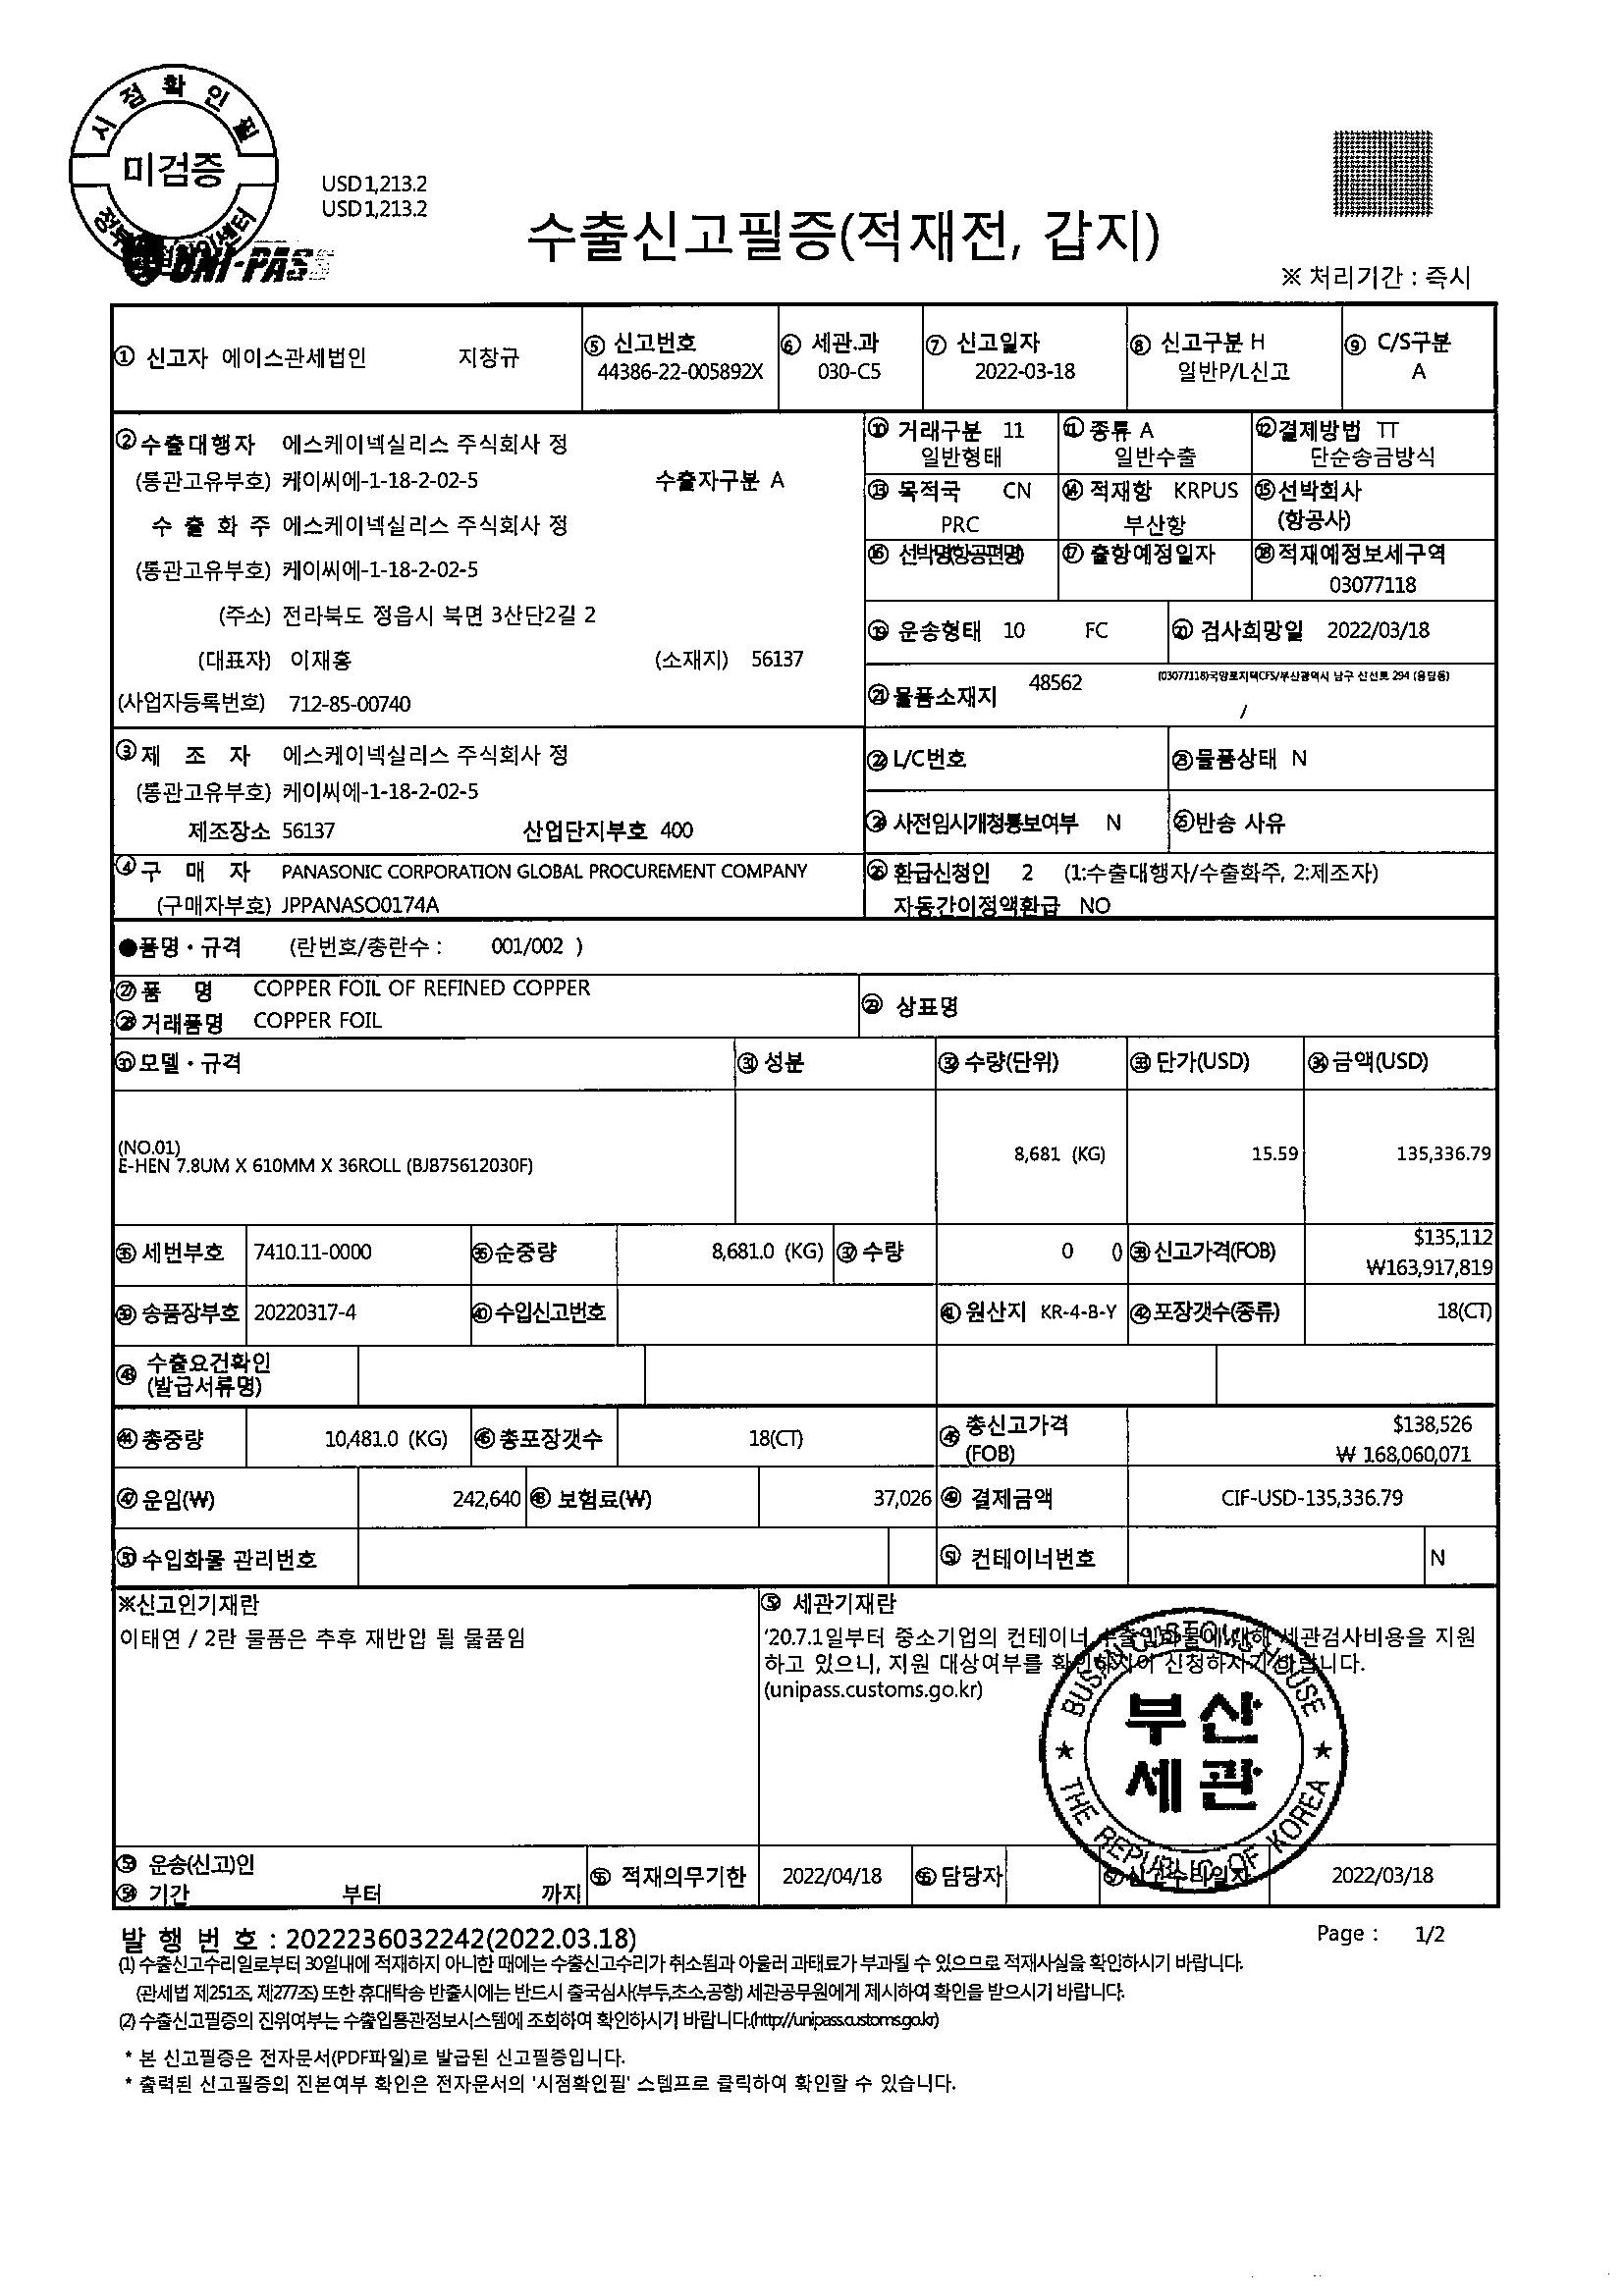 시점확인필
미검증
USD 1,213.2
USD 1,213.2
UNI-PASS
수출신고필증(적재전, 갑지)
※ 처리기간 : 즉시
① 신고자 에이스관세법인 지창규
⑤ 신고번호
44386-22-005892X
⑥ 세관.과
030-C5
⑦ 신고일자
2022-03-18
⑧ 신고구분 H
일반P/L신고
⑨ C/S구분
A
② 수출대행자 에스케이넥실리스 주식회사 정
(통관고유부호) 케이씨에-1-18-2-02-5 수출자구분 A
수 출 화 주 에스케이넥실리스 주식회사 정
(통관고유부호) 케이씨에-1-18-2-02-5
(주소) 전라북도 정읍시 북면 3산단2길 2
(대표자) 이재홍 (소재지) 56137
(사업자등록번호) 712-85-00740
⑩ 거래구분 11
일반형태
⑪ 종류 A
일반수출
⑫ 결제방법 TT
단순송금방식
⑬ 목적국 CN
PRC
⑭ 적재항 KRPUS
부산항
⑮ 선박회사
(항공사)
⑯ 선박명(항공편명)
⑰ 출항예정일자
⑱ 적재예정보세구역
03077118
⑲ 운송형태 10 FC
⑳ 검사희망일 2022/03/18
㉑ 물품소재지 48562 (03077118)국양로지텍CFS/부산광역시 남구 신선로 294 (용당동)
/
③ 제 조 자 에스케이넥실리스 주식회사 정
(통관고유부호) 케이씨에-1-18-2-02-5
제조장소 56137 산업단지부호 400
㉒ L/C번호
㉓ 물품상태 N
㉔ 사전임시개청통보여부 N
㉕ 반송 사유
④ 구 매 자 PANASONIC CORPORATION GLOBAL PROCUREMENT COMPANY
(구매자부호) JPPANASO0174A
㉖ 환급신청인 2 (1:수출대행자/수출화주, 2:제조자)
자동간이정액환급 NO
●품명・규격 (란번호/총란수 : 001/002 )
㉗ 품 명 COPPER FOIL OF REFINED COPPER
㉘ 거래품명 COPPER FOIL
㉙ 상표명
㉚ 모델・규격 ㉛ 성분 ㉜ 수량(단위) ㉝ 단가(USD) ㉞ 금액(USD)
(NO.01)
E-HEN 7.8UM X 610MM X 36ROLL (BJ875612030F) 8,681 (KG) 15.59 135,336.79
㉟ 세번부호 7410.11-0000 ㊱ 순중량 8,681.0 (KG) ㊲ 수량 0 0 ㊳ 신고가격(FOB) $135,112
₩163,917,819
㊴ 송품장부호 20220317-4 ㊵ 수입신고번호 ㊶ 원산지 KR-4-B-Y ㊷ 포장갯수(종류) 18(CT)
㊸ 수출요건확인
(발급서류명)
㊹ 총중량 10,481.0 (KG) ㊺ 총포장갯수 18(CT) ㊻ 총신고가격
(FOB) $138,526
₩ 168,060,071
㊼ 운임(₩) 242,640 ㊽ 보험료(₩) 37,026 ㊾ 결제금액 CIF-USD-135,336.79
㊿ 수입화물 관리번호 51 컨테이너번호 N
※신고인기재란
이태연 / 2란 물품은 추후 재반입 될 물품임
52 세관기재란
'20.7.1일부터 중소기업의 컨테이너 수출입화물에 대해 세관검사비용을 지원
하고 있으니, 지원 대상여부를 확인하시어 신청하시기 바랍니다.
(unipass.customs.go.kr)
BUSAN CUSTOMS HOUSE
부산
세관
THE REPUBLIC OF KOREA
53 운송(신고)인
54 기간 부터 까지
55 적재의무기한 2022/04/18
56 담당자
57 신고수리일자 2022/03/18
발 행 번 호 : 2022236032242(2022.03.18) Page : 1/2
(1) 수출신고수리일로부터 30일내에 적재하지 아니한 때에는 수출신고수리가 취소됨과 아울러 과태료가 부과될 수 있으므로 적재사실을 확인하시기 바랍니다.
(관세법 제251조, 제277조) 또한 휴대탁송 반출시에는 반드시 출국심사(부두,초소,공항) 세관공무원에게 제시하여 확인을 받으시기 바랍니다.
(2) 수출신고필증의 진위여부는 수출입통관정보시스템에 조회하여 확인하시기 바랍니다.(http://unipass.customs.go.kr)
* 본 신고필증은 전자문서(PDF파일)로 발급된 신고필증입니다.
* 출력된 신고필증의 진본여부 확인은 전자문서의 '시점확인필' 스템프로 클릭하여 확인할 수 있습니다.